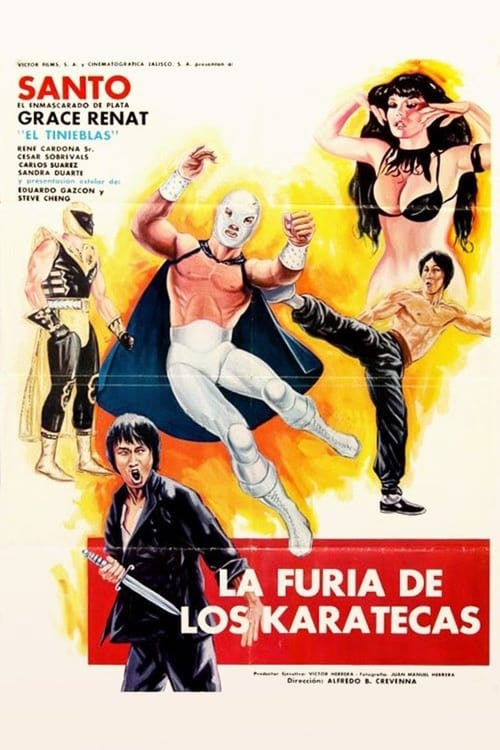 VICTOR FILMS, S. A. y CINEMATOGRAFICA JALISCO, S. A. presentan a:
SANTO
EL ENMASCARADO DE PLATA
GRACE RENAT
"EL TINIEBLAS"
RENE CARDONA Sr.
CESAR SOBREVALS
CARLOS SUAREZ
SANDRA DUARTE
y presentación estelar de:
EDUARDO GAZCON y
STEVE CHENG
LA FURIA DE
LOS KARATECAS
Productor Ejecutivo: VICTOR HERRERA - Fotografía: JUAN MANUEL HERRERA
Dirección: ALFREDO B. CREVENNA